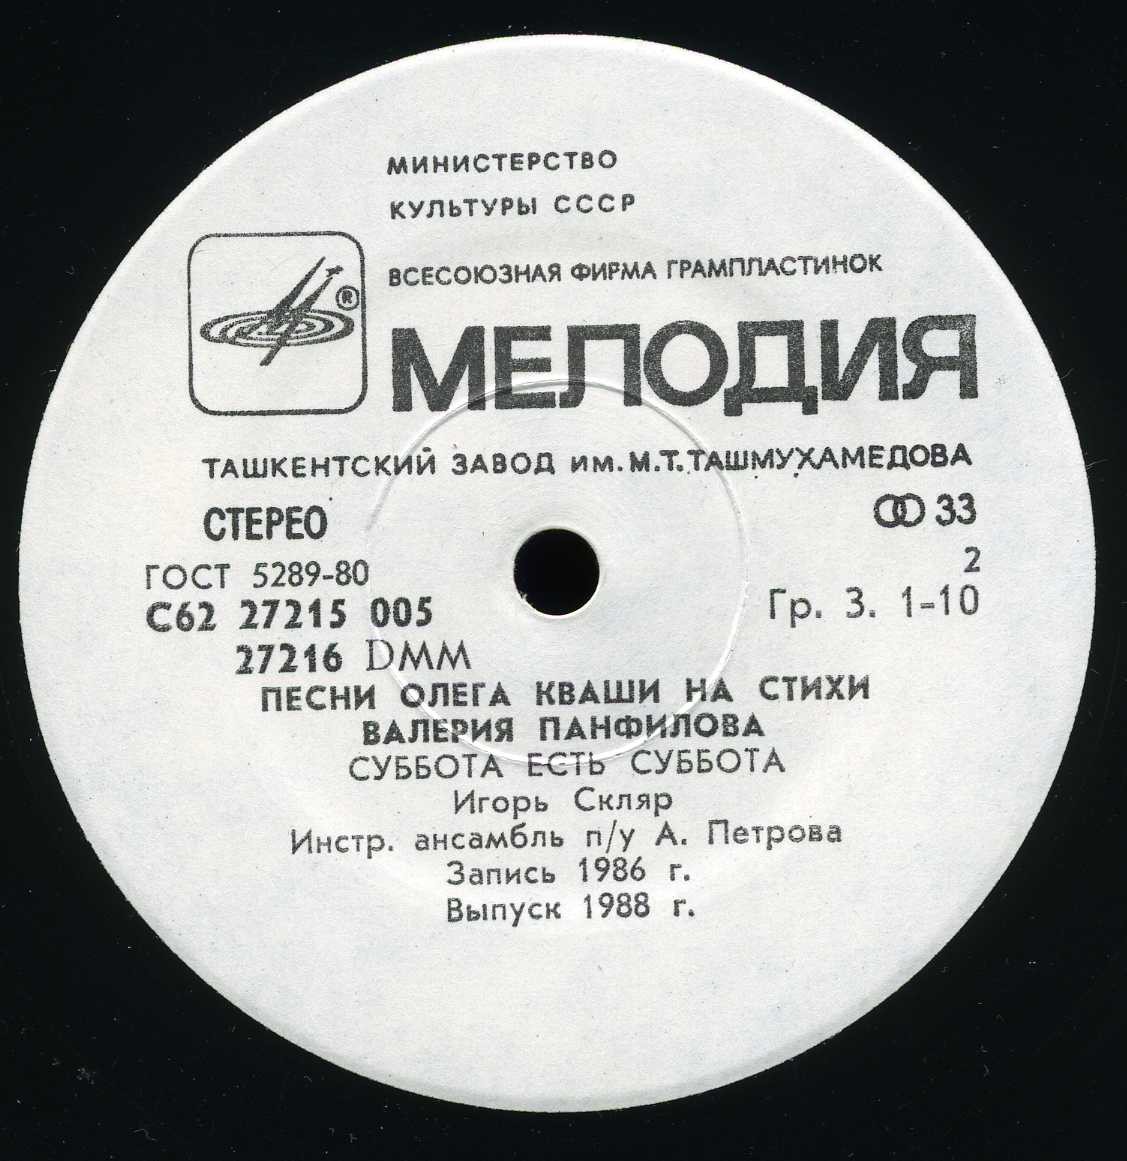 МИНИСТЕРСТВО
КУЛЬТУРЫ СССР
ВСЕСОЮЗНАЯ ФИРМА ГРАМПЛАСТИНОК
®
МЕЛОДИЯ
ТАШКЕНТСКИЙ ЗАВОД ИМ. М.Т. ТАШМУХАМЕДОВА
СТЕРЕО 33
ГОСТ 5289-80 2
С62 27215 005 Гр. 3. 1-10
27216 DMM
ПЕСНИ ОЛЕГА КВАШИ НА СТИХИ
ВАЛЕРИЯ ПАНФИЛОВА
СУББОТА ЕСТЬ СУББОТА
Игорь Скляр
Инстр. ансамбль п/у А. Петрова
Запись 1986 г.
Выпуск 1988 г.